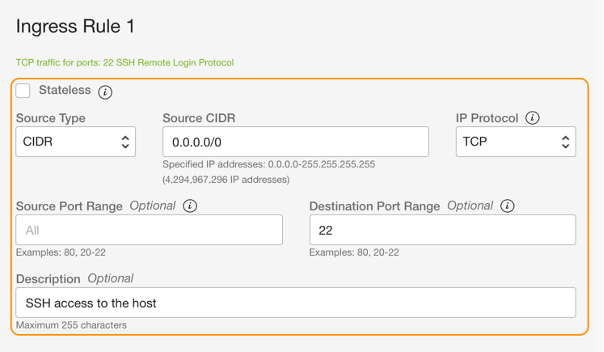 Ingress Rule 1
TCP traffic for ports: 22 SSH Remote Login Protocol
Stateless i
Source Type Source CIDR IP Protocol i
CIDR 0.0.0.0/0 TCP
Specified IP addresses: 0.0.0.0-255.255.255.255
(4,294,967,296 IP addresses)
Source Port Range Optional i Destination Port Range Optional i
All 22
Examples: 80, 20-22 Examples: 80, 20-22
Description Optional
SSH access to the host
Maximum 255 characters